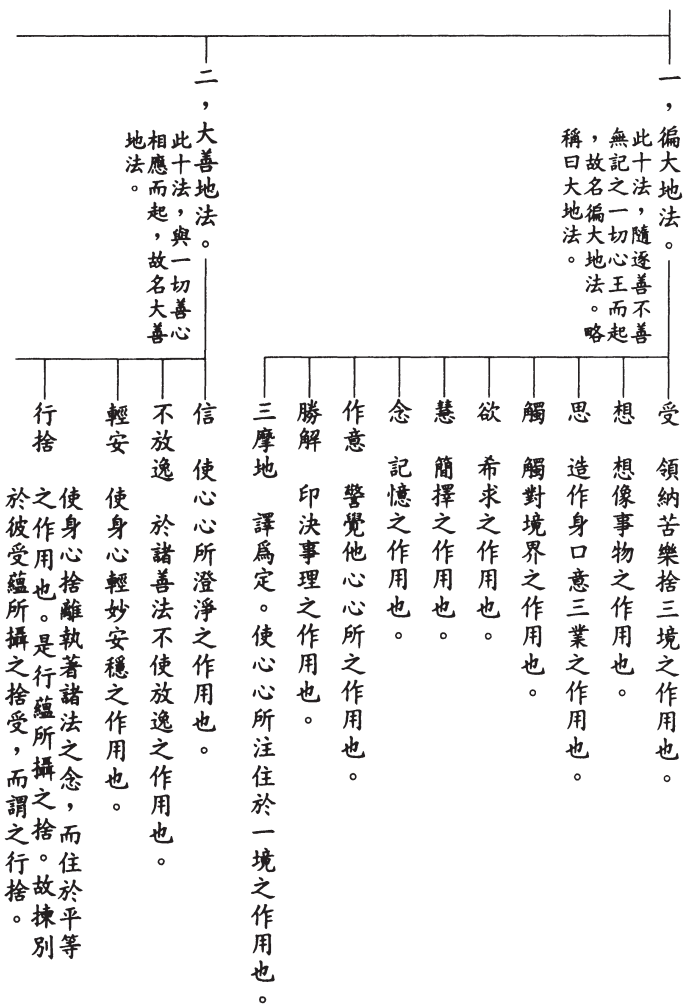 一，徧大地法。
此十法，隨逐善不善
無記之一切心王而起
，故名徧大地法。略
稱曰大地法。
受　領納苦樂捨三境之作用也。
想　想像事物之作用也。
思　造作身口意三業之作用也。
觸　觸對境界之作用也。
欲　希求之作用也。
慧　簡擇之作用也。
念　記憶之作用也。
作意　警覺他心心所之作用也。
勝解　印決事理之作用也。
三摩地　譯爲定。使心心所注住於一境之作用也。
二，大善地法。
此十法，與一切善心
相應而起，故名大善
地法。
信　使心心所澄淨之作用也。
不放逸　於諸善法不使放逸之作用也。
輕安　使身心輕妙安穩之作用也。
行捨　使身心捨離執著諸法之念，而住於平等
之作用也。是行蘊所攝之捨。故揀別
於彼受蘊所攝之捨受，而謂之行捨。